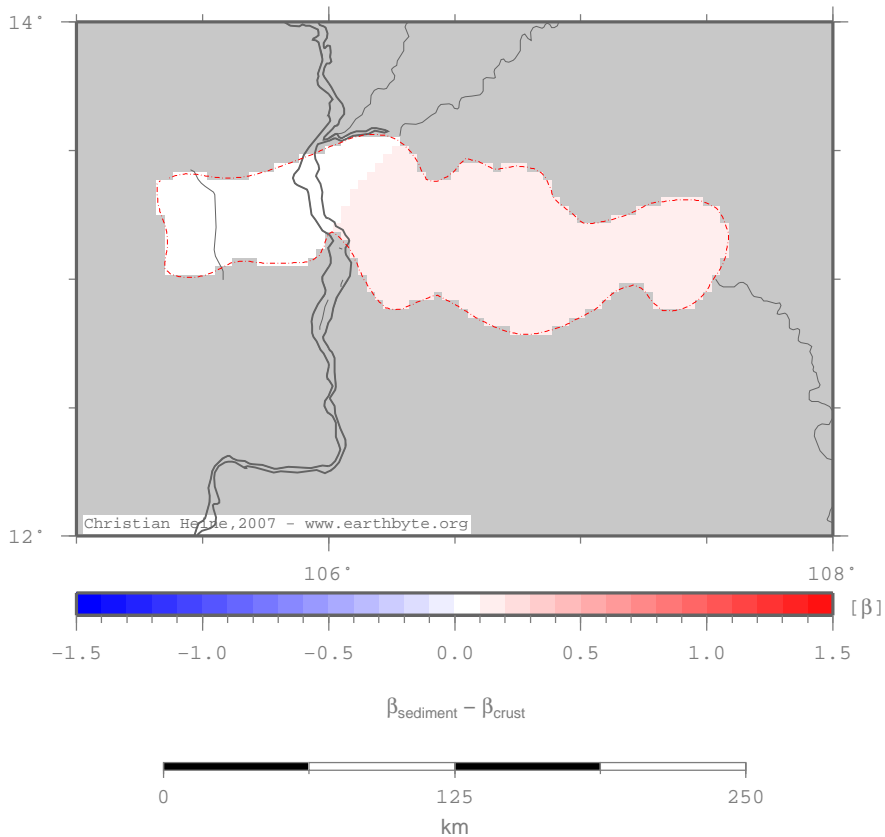 14°
12°
Christian Heine,2007 - www.earthbyte.org
106° 108°
[β]
-1.5 -1.0 -0.5 0.0 0.5 1.0 1.5
βsediment – βcrust
0 125 250
km